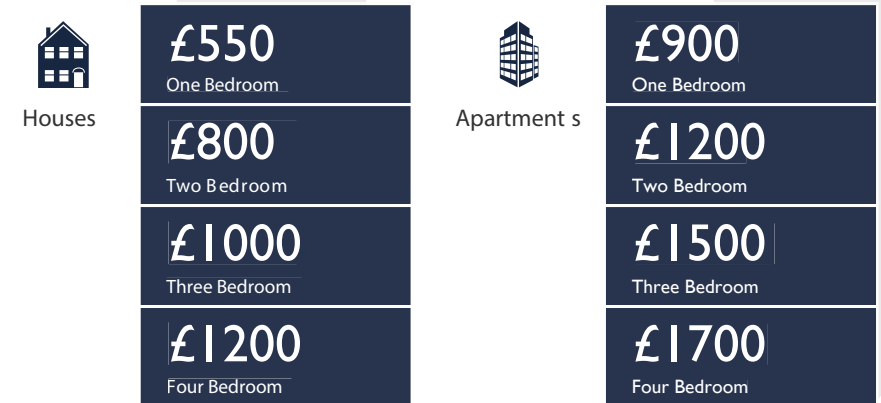 Houses
£550
One Bedroom
£800
Two Bedroom
£1000
Three Bedroom
£1200
Four Bedroom
Apartment s
£900
One Bedroom
£1200
Two Bedroom
£1500
Three Bedroom
£1700
Four Bedroom